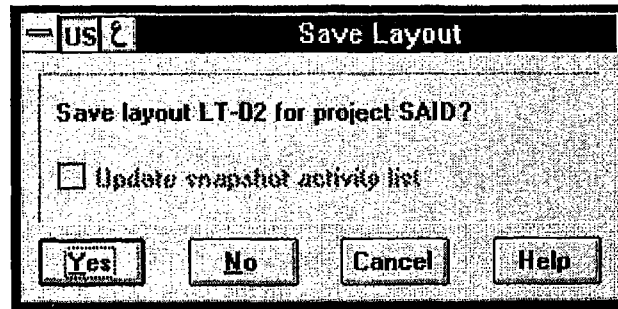 US ع Save Layout
Save layout LT-02 for project SAID?
Update snapshot activity list
Yes No Cancel Help